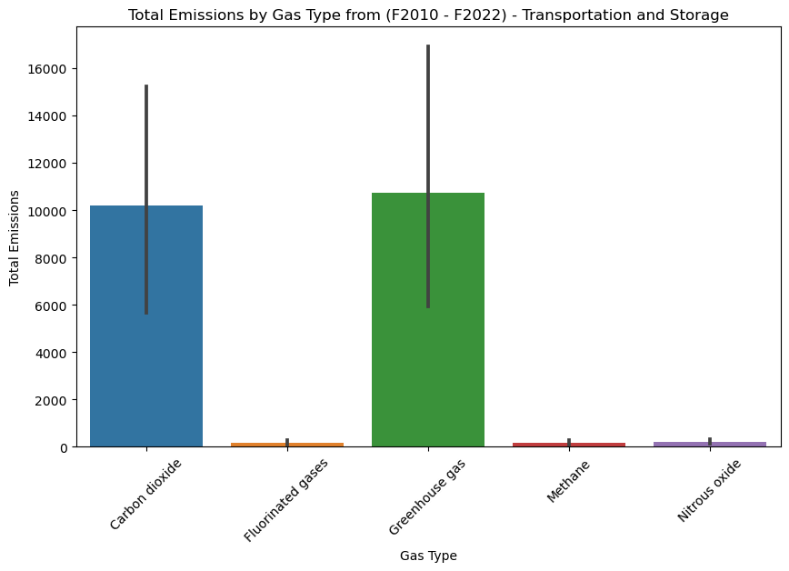 Total Emissions by Gas Type from (F2010 - F2022) - Transportation and Storage
16000
14000
12000
10000
8000
6000
4000
2000
0
Total Emissions
Carbon dioxide
Fluorinated gases
Greenhouse gas
Methane
Nitrous oxide
Gas Type